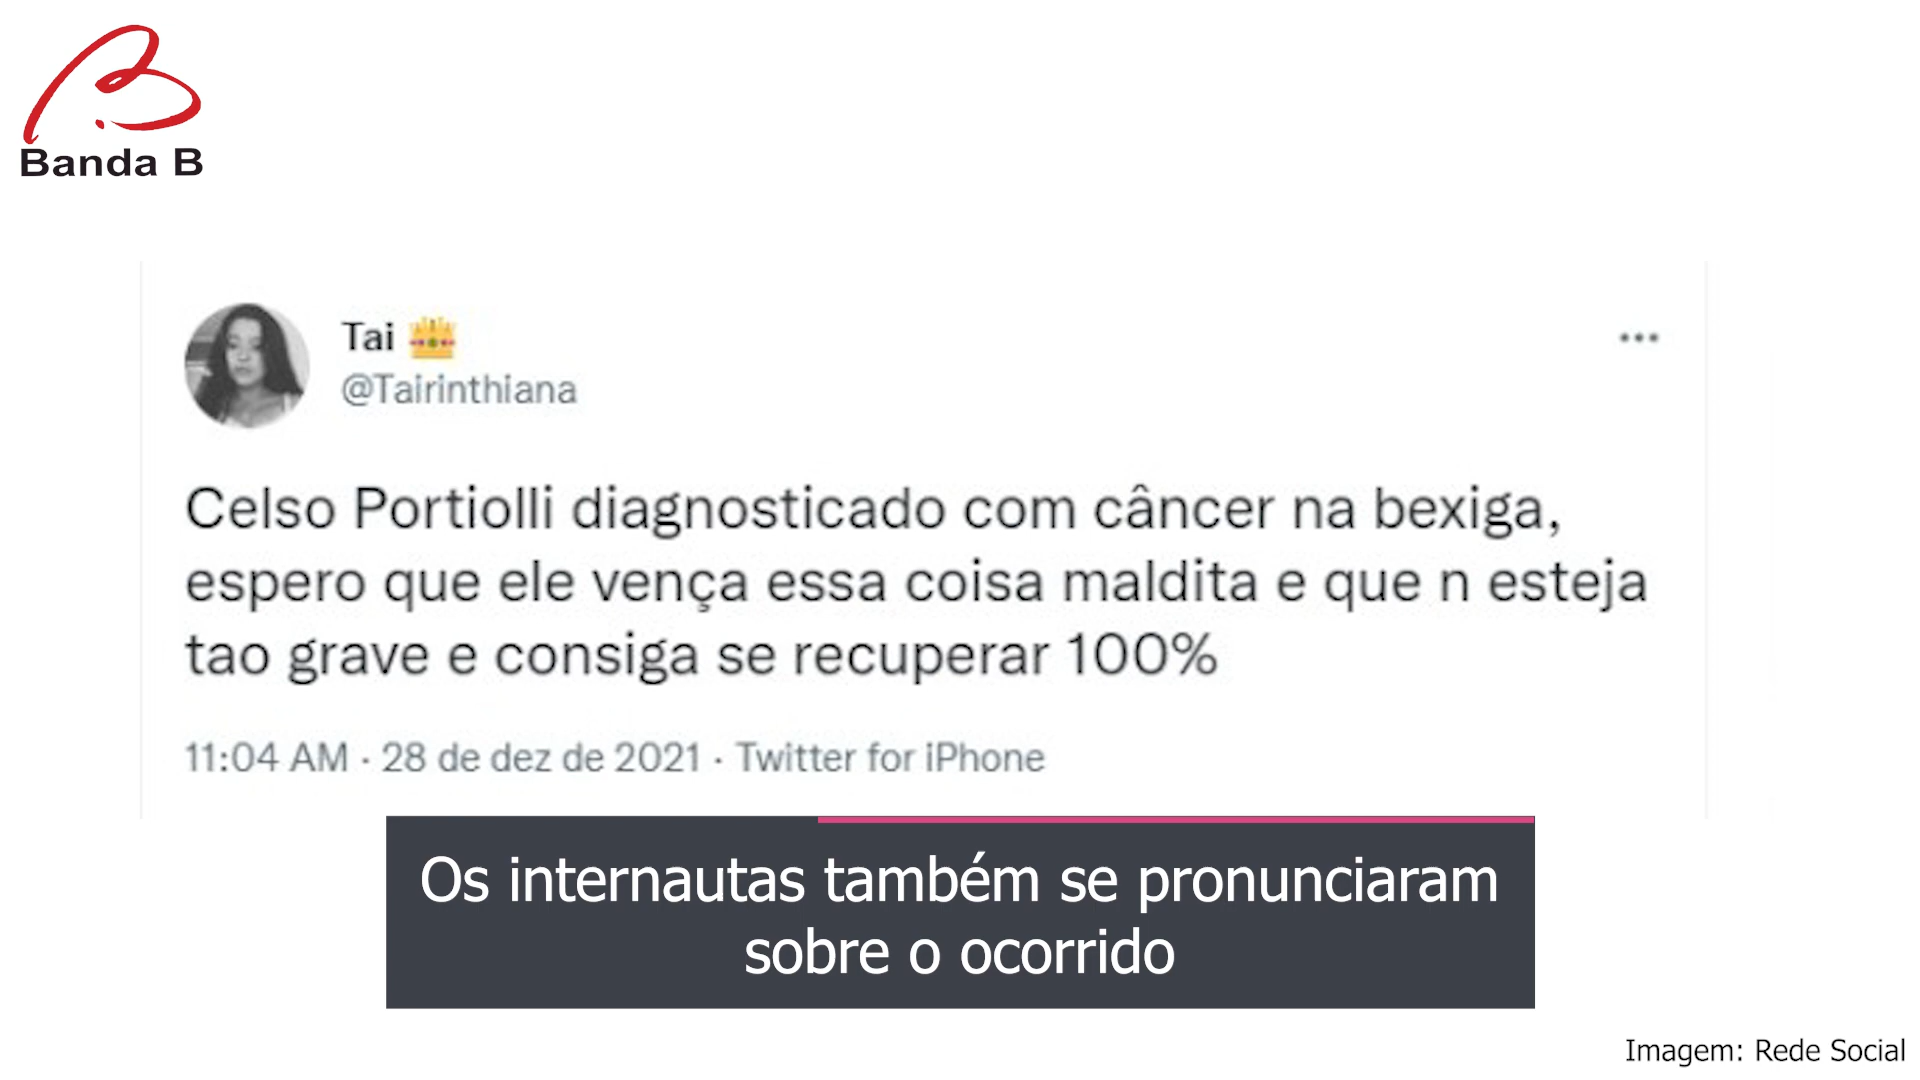 Banda B
Tai
@Tairinthiana
Celso Portiolli diagnosticado com câncer na bexiga,
espero que ele vença essa coisa maldita e que n esteja
tao grave e consiga se recuperar 100%
11:04 AM · 28 de dez de 2021 · Twitter for iPhone
Os internautas também se pronunciaram
sobre o ocorrido
Imagem: Rede Social